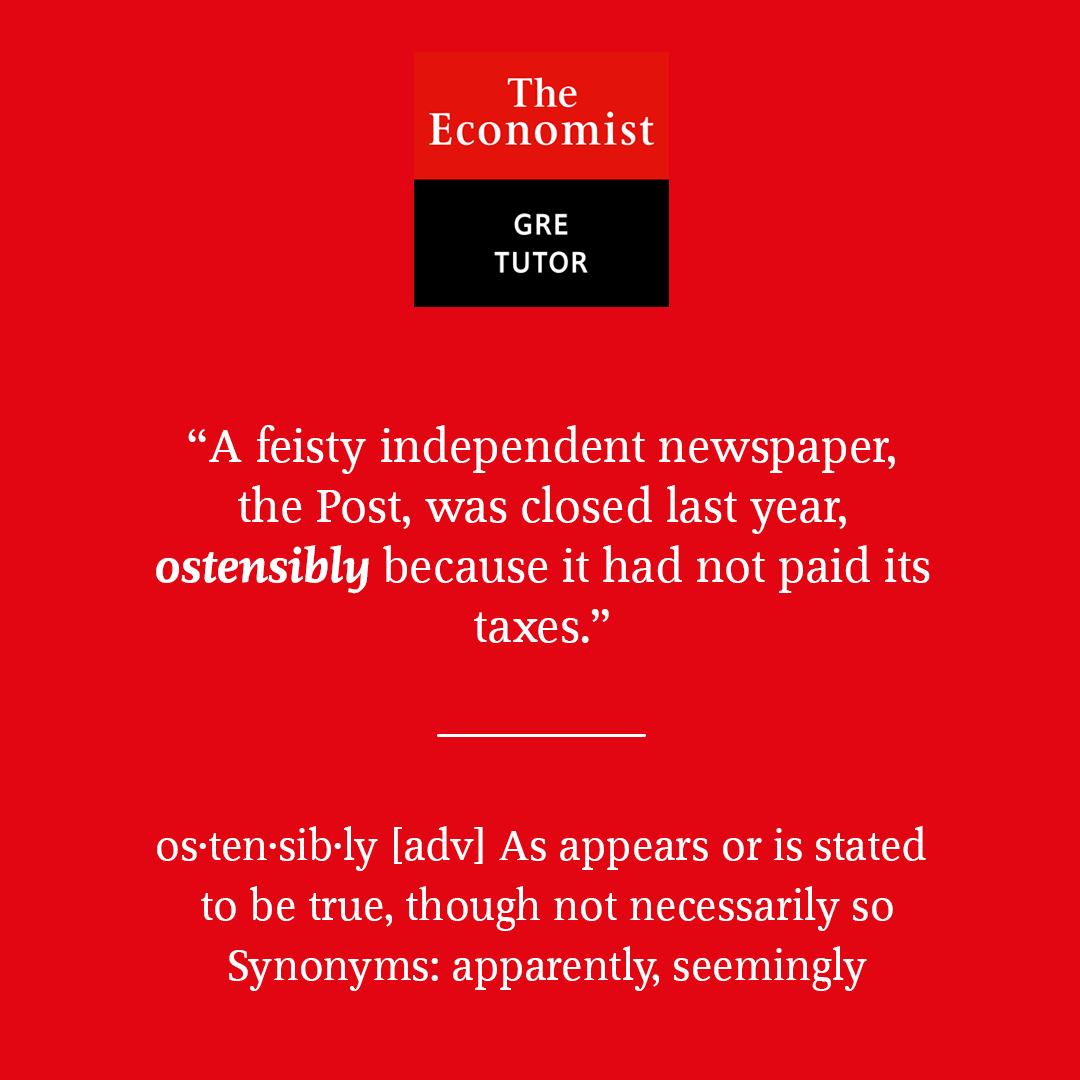 The
Economist
GRE
TUTOR
“A feisty independent newspaper,
the Post, was closed last year,
ostensibly because it had not paid its
taxes.”
os·ten·sib·ly [adv] As appears or is stated
to be true, though not necessarily so
Synonyms: apparently, seemingly